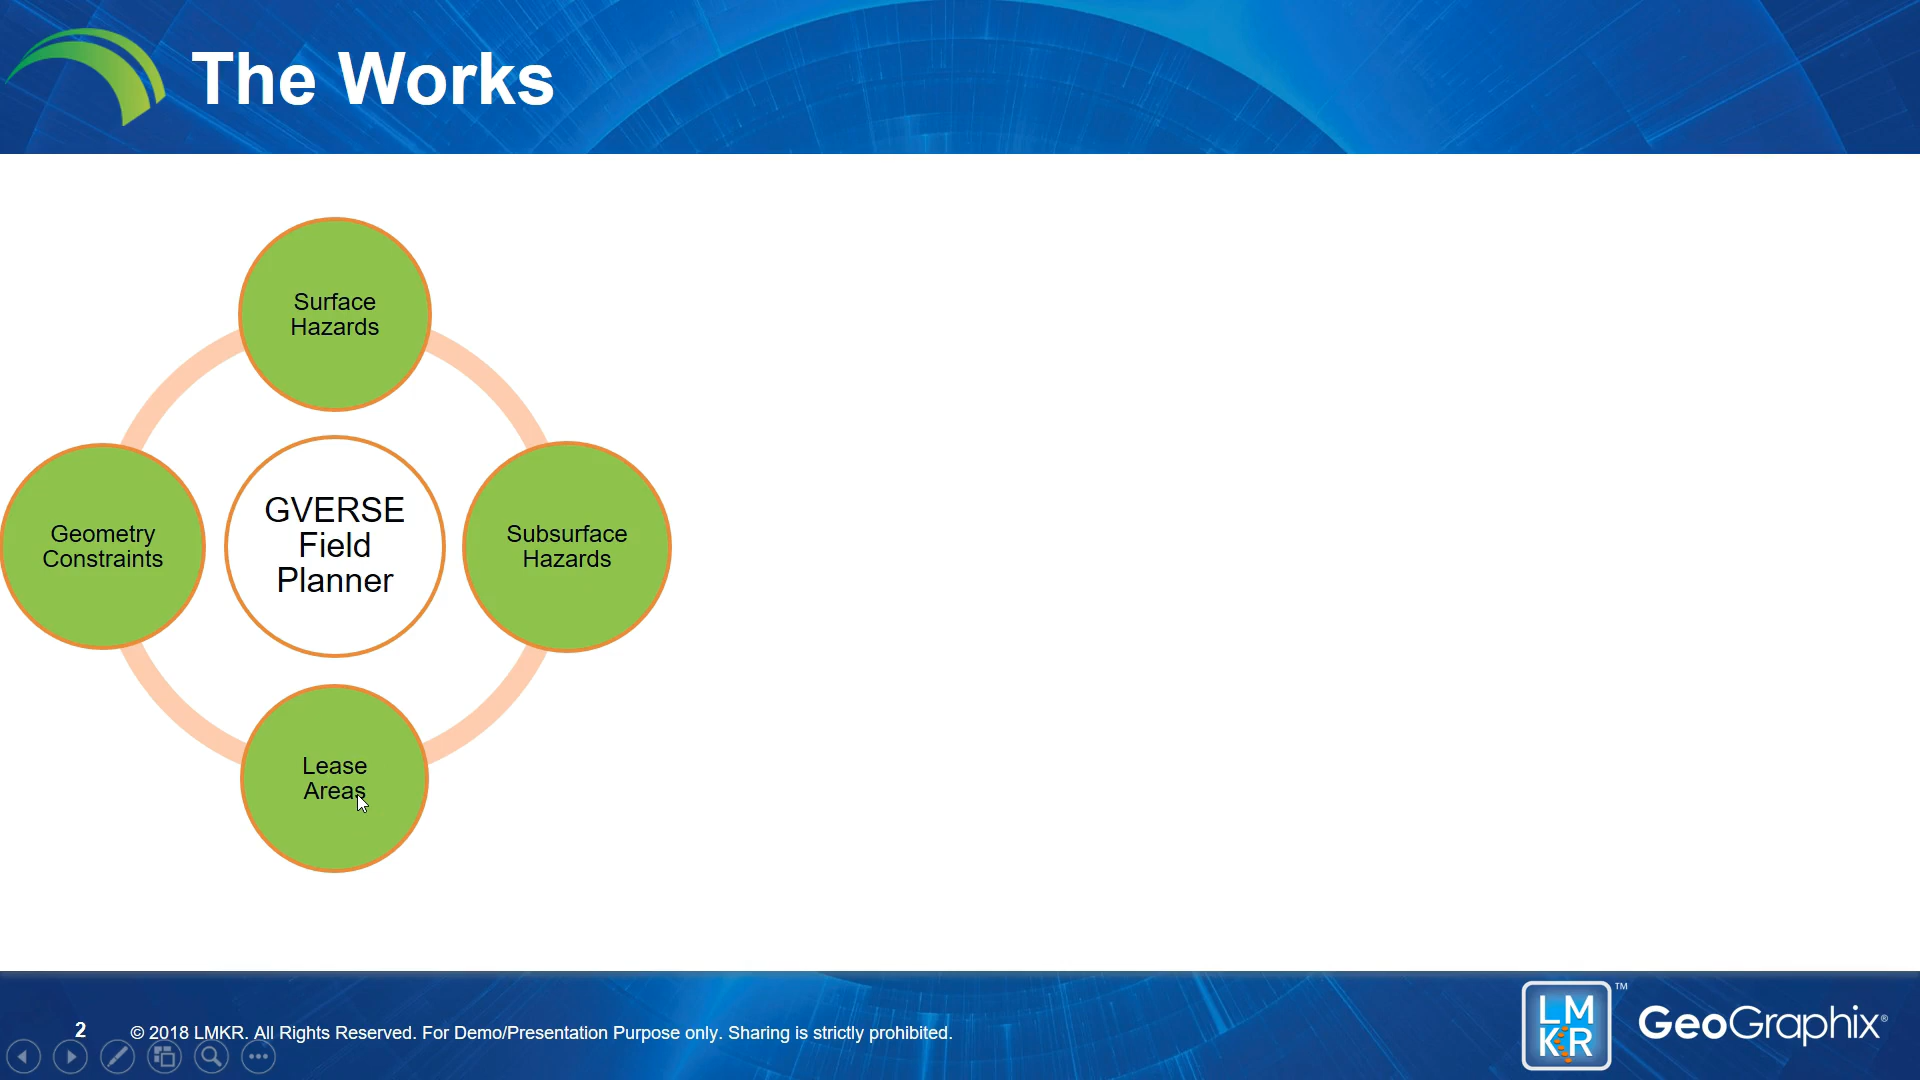 The Works
Surface
Hazards
Geometry
Constraints
GVERSE
Field
Planner
Subsurface
Hazards
Lease
Areas
2
© 2018 LMKR. All Rights Reserved. For Demo/Presentation Purpose only. Sharing is strictly prohibited.
LM
KR
™
GeoGraphix®